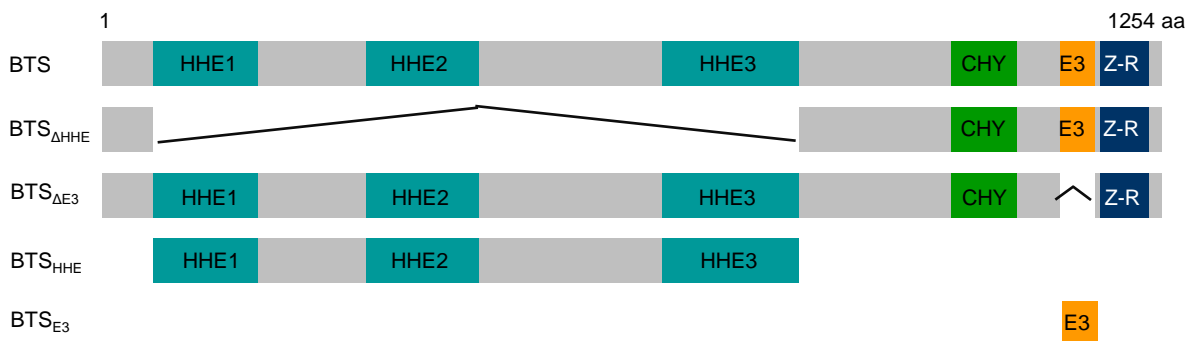 1 1254 aa
BTS HHE1 HHE2 HHE3 CHY E3 Z-R
BTSΔHHE CHY E3 Z-R
BTSΔE3 HHE1 HHE2 HHE3 CHY Z-R
BTSHHE HHE1 HHE2 HHE3
BTSE3 E3